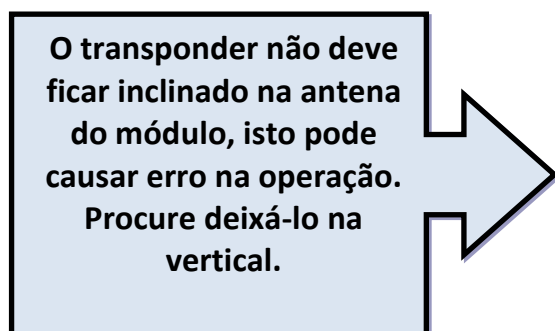 O transponder não deve
ficar inclinado na antena
do módulo, isto pode
causar erro na operação.
Procure deixá-lo na
vertical.